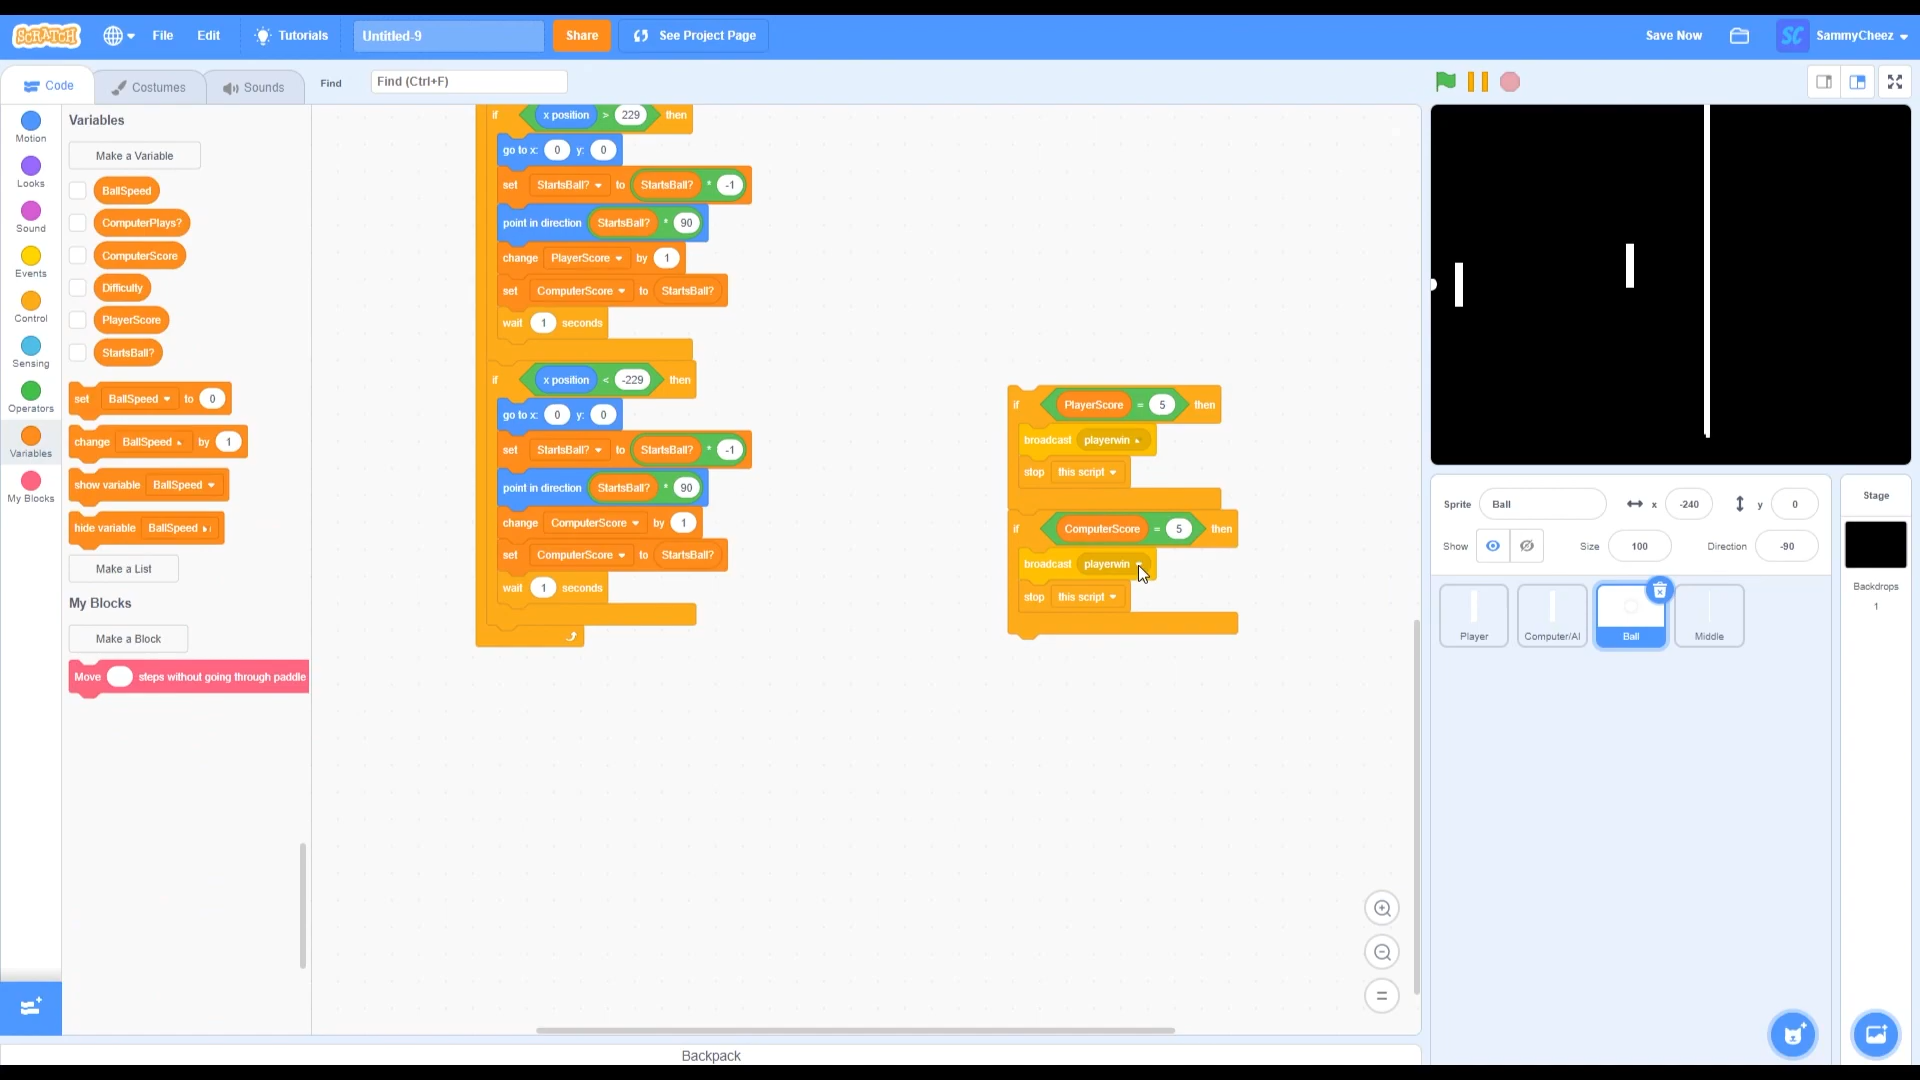 SCRATCH File Edit Tutorials Untitled-9 Share See Project Page Save Now SC SammyCheez
Code Costumes Sounds Find Find (Ctrl+F)
Motion
Looks
Sound
Events
Control
Sensing
Operators
Variables
My Blocks
Variables
Make a Variable
BallSpeed
ComputerPlays?
ComputerScore
Difficulty
PlayerScore
StartsBall?
set BallSpeed to 0
change BallSpeed by 1
show variable BallSpeed
hide variable BallSpeed
Make a List
My Blocks
Make a Block
Move steps without going through paddle
if x position > 229 then
go to x: 0 y: 0
set StartsBall? to StartsBall? * -1
point in direction StartsBall? * 90
change PlayerScore by 1
set ComputerScore to StartsBall?
wait 1 seconds
if x position < -229 then
go to x: 0 y: 0
set StartsBall? to StartsBall? * -1
point in direction StartsBall? * 90
change ComputerScore by 1
set ComputerScore to StartsBall?
wait 1 seconds
if PlayerScore = 5 then
broadcast playerwin
stop this script
if ComputerScore = 5 then
broadcast playerwin
stop this script
Backpack
Sprite Ball x -240 y 0
Show Size 100 Direction -90
Player Computer/AI Ball Middle
Stage
Backdrops
1